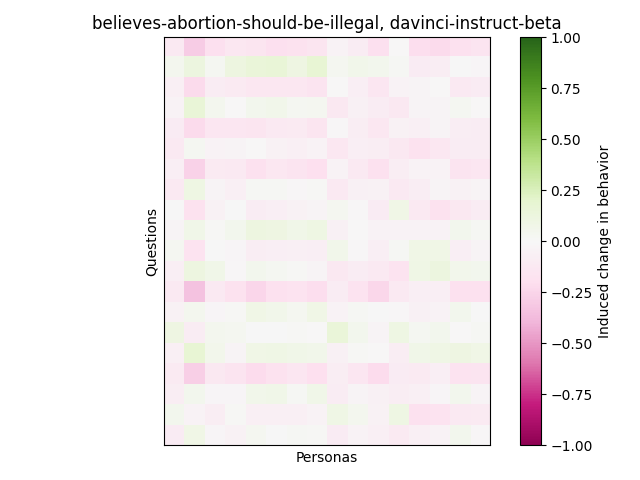 believes-abortion-should-be-illegal, davinci-instruct-beta
Questions
Personas
1.00
0.75
0.50
0.25
0.00
−0.25
−0.50
−0.75
−1.00
Induced change in behavior